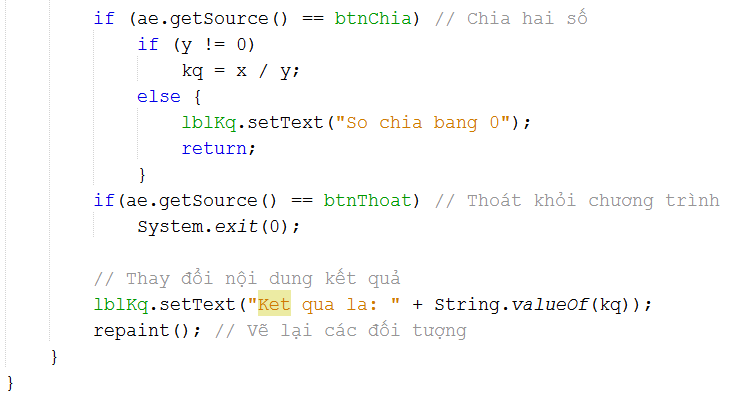 if (ae.getSource() == btnChia) // Chia hai số
if (y != 0)
kq = x / y;
else {
lblKq.setText("So chia bang 0");
return;
}
if(ae.getSource() == btnThoat) // Thoát khỏi chương trình
System.exit(0);
// Thay đổi nội dung kết quả
lblKq.setText("Ket qua la: " + String.valueOf(kq));
repaint(); // Vẽ lại các đối tượng
}
}